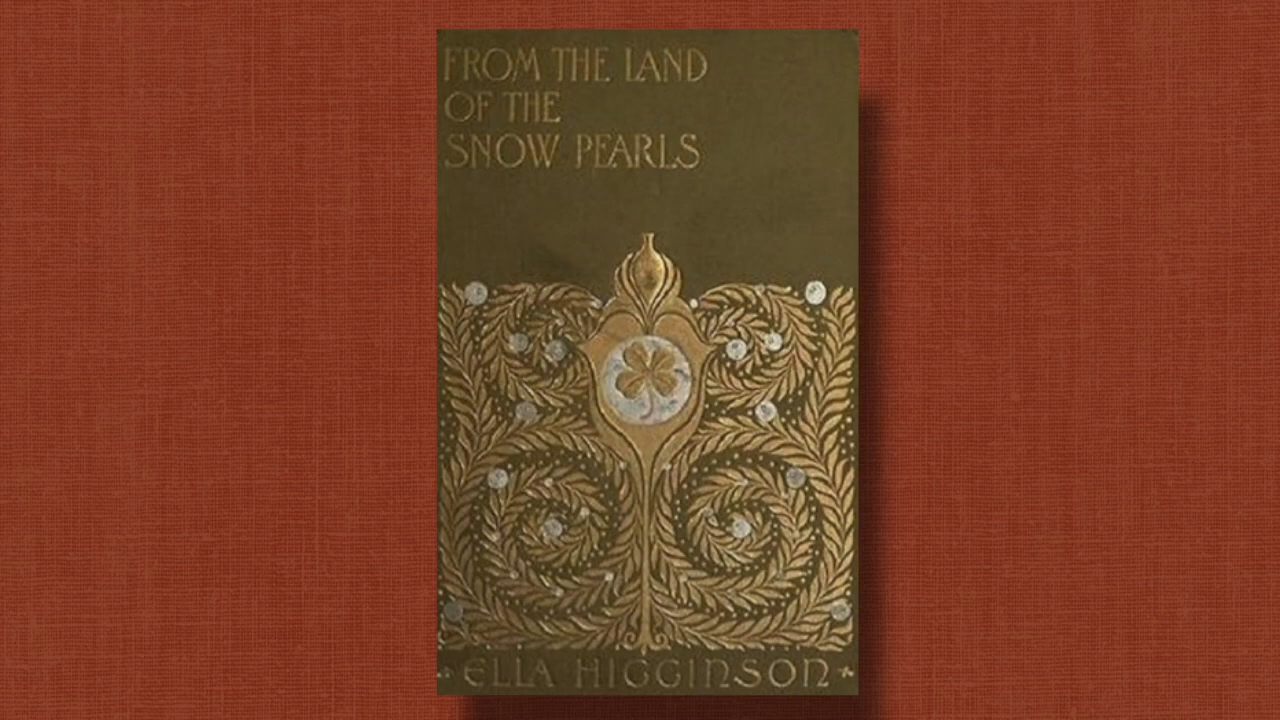 FROM THE LAND
OF THE
SNOW PEARLS
ELLA HIGGINSON